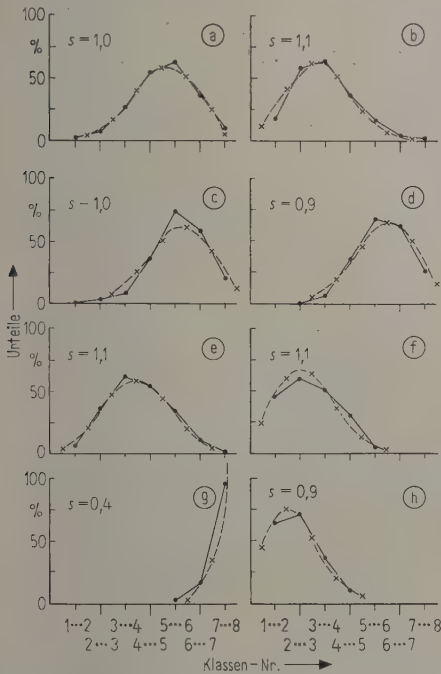 100
%
50
0
s = 1,0
a
s = 1,1
b
100
%
50
0
s – 1,0
c
s = 0,9
d
Urteile
%
50
0
s = 1,1
e
s = 1,1
f
100
%
50
0
s = 0,4
g
s = 0,9
h
1•••2 3•••4 5•••6 7•••8
2•••3 4•••5 6•••7
1•••2 3•••4 5•••6 7•••8
2•••3 4•••5 6•••7
Klassen-Nr.